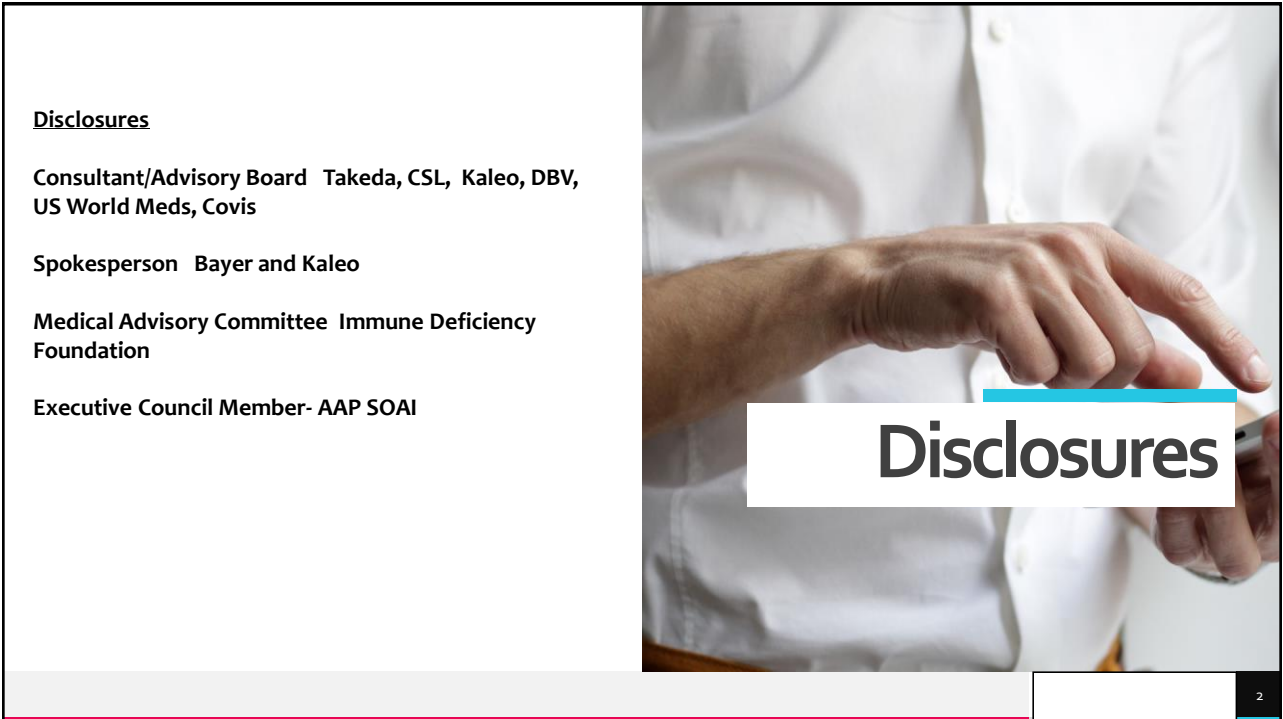 Disclosures
Consultant/Advisory Board   Takeda, CSL,  Kaleo, DBV,
US World Meds, Covis
Spokesperson   Bayer and Kaleo
Medical Advisory Committee  Immune Deficiency
Foundation
Executive Council Member- AAP SOAI
Disclosures
2